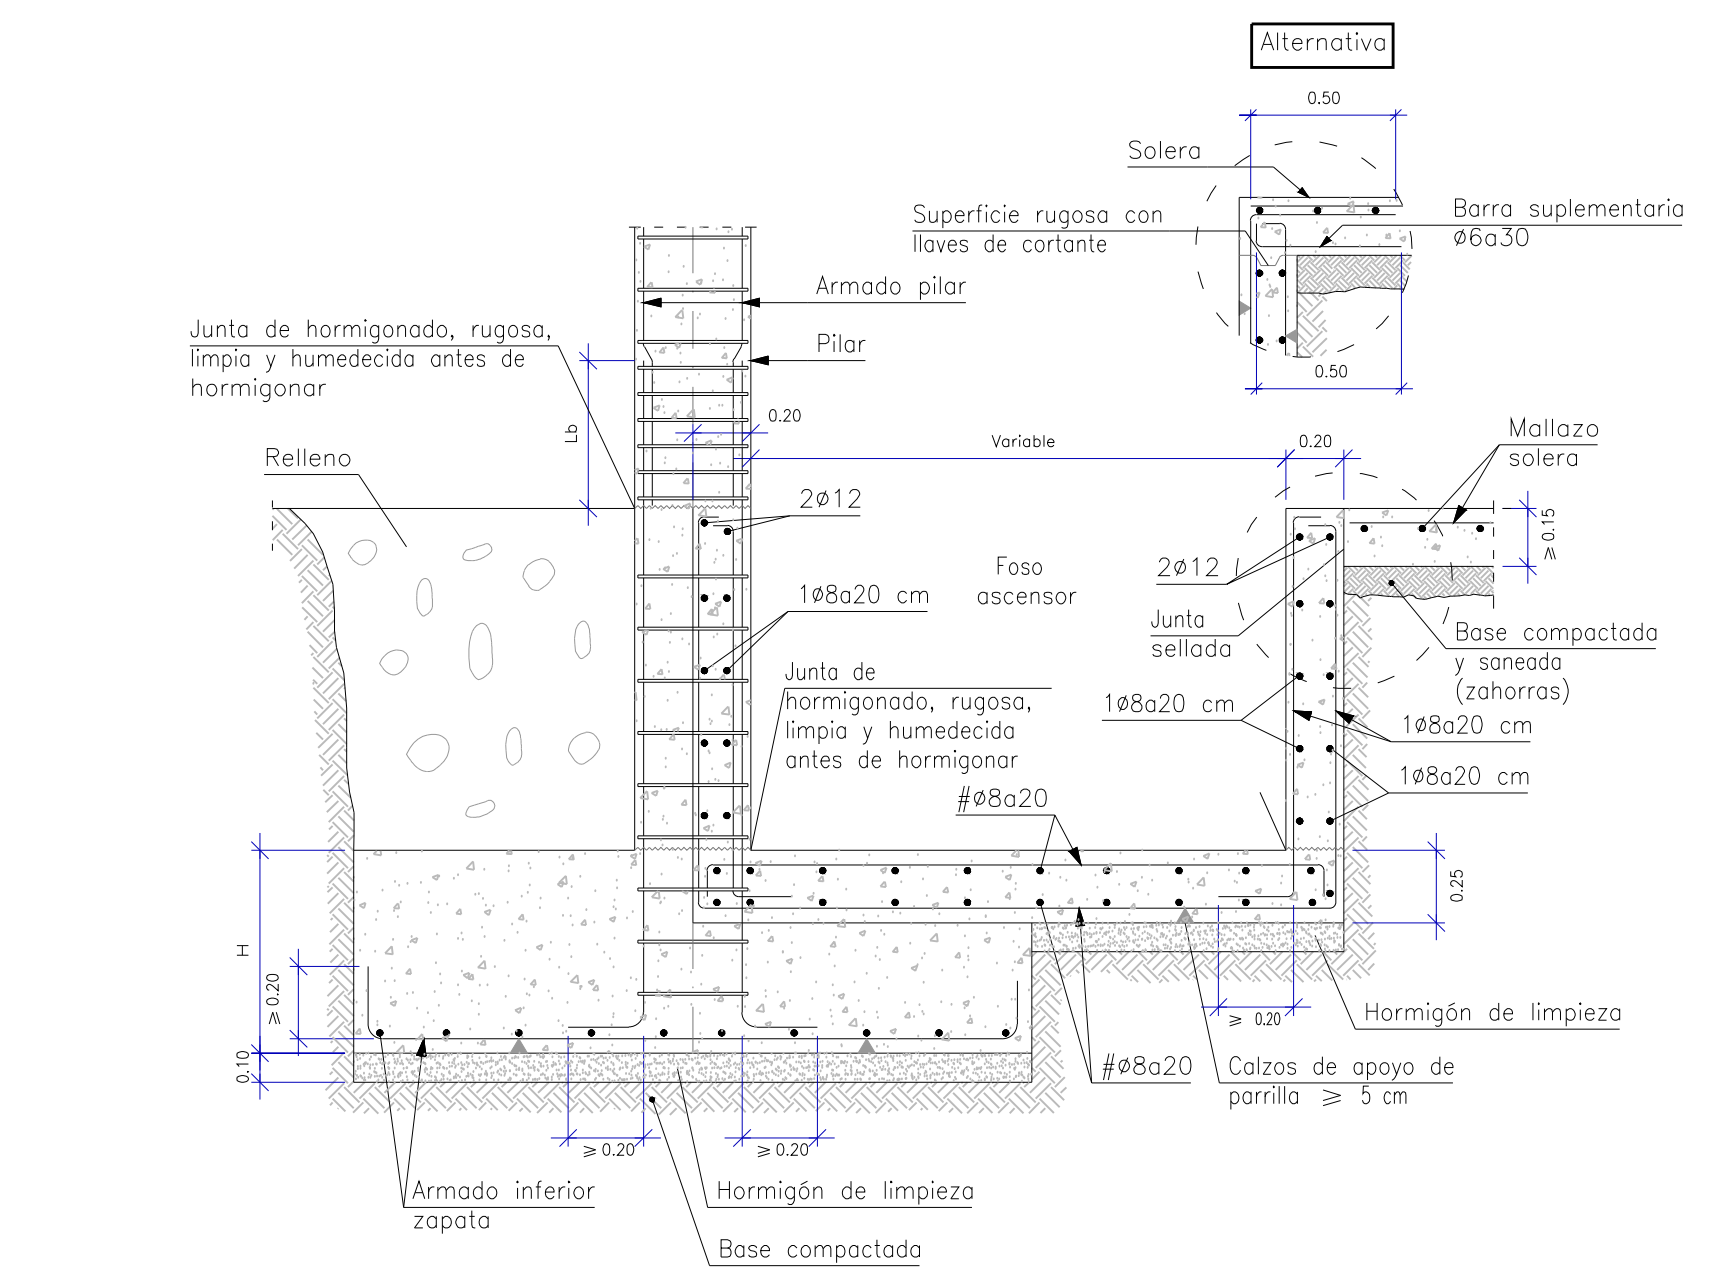 Alternativa
0.50
Solera
Superficie rugosa con
llaves de cortante
Barra suplementaria
ø6a30
0.50
Armado pilar
Pilar
Junta de hormigonado, rugosa,
limpia y humedecida antes de
hormigonar
Lb
0.20
Variable
0.20
Mallazo
solera
Relleno
2ø12
≥ 0.15
Foso
ascensor
2ø12
1ø8a20 cm
Junta
sellada
Base compactada
y saneada
(zahorras)
Junta de
hormigonado, rugosa,
limpia y humedecida
antes de hormigonar
1ø8a20 cm
1ø8a20 cm
1ø8a20 cm
#ø8a20
0.25
H
≥ 0.20
0.10
≥ 0.20
Hormigón de limpieza
#ø8a20
Calzos de apoyo de
parrilla ≥ 5 cm
≥ 0.20
≥ 0.20
Armado inferior
zapata
Hormigón de limpieza
Base compactada